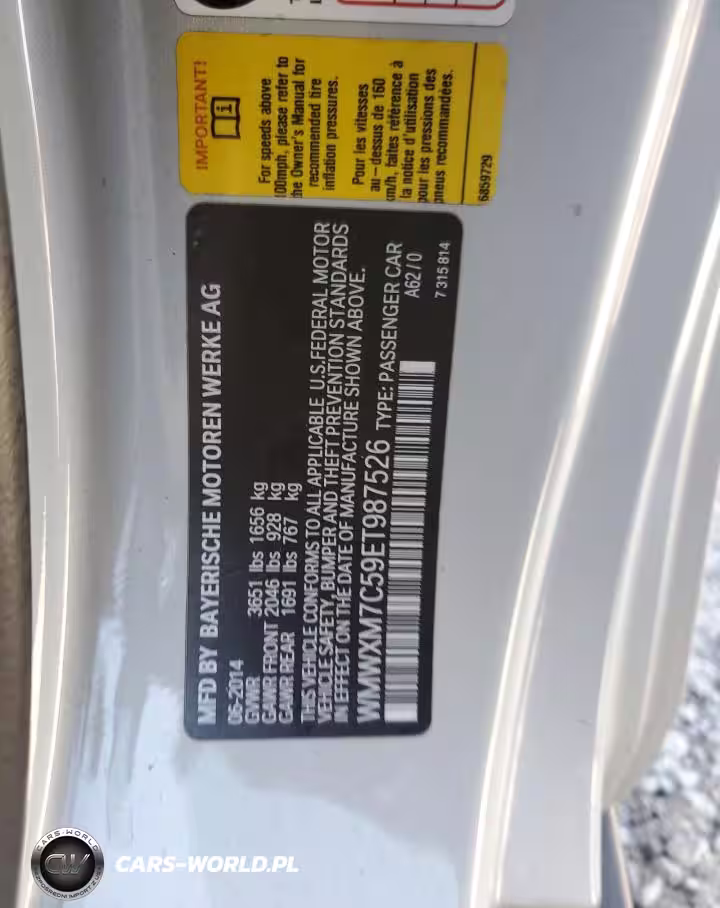 IMPORTANT!
For speeds above
100mph, please refer to
the Owner's Manual for
recommended tire
inflation pressures.
Pour les vitesses
au-dessus de 160
km/h, faites référence à
la notice d'utilisation
pour les pressions des
pneus recommandées.
6859729
MFD BY BAYERISCHE MOTOREN WERKE AG
06-2014
GVWR 3651 lbs 1656 kg
GAWR FRONT 2046 lbs 928 kg
GAWR REAR 1691 lbs 767 kg
THIS VEHICLE CONFORMS TO ALL APPLICABLE U.S. FEDERAL MOTOR
VEHICLE SAFETY, BUMPER AND THEFT PREVENTION STANDARDS
IN EFFECT ON THE DATE OF MANUFACTURE SHOWN ABOVE.
WMWXM7C59ET987526 TYPE: PASSENGER CAR
A62/0
7 315 814
CARS-WORLD
CW
CARS-WORLD.PL